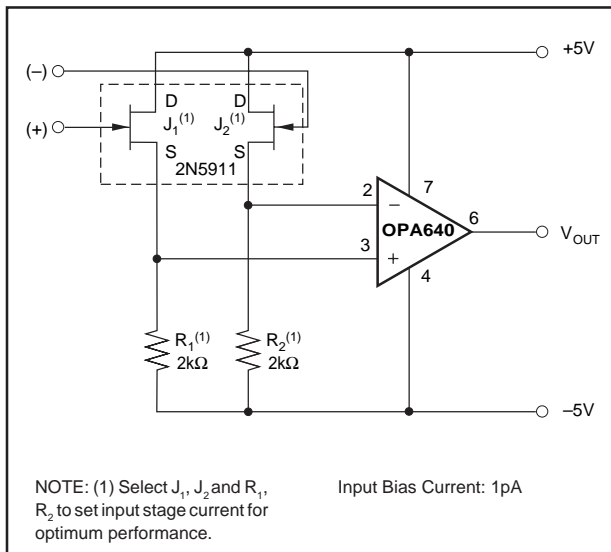 +5V
(–)
(+)
D D
J₁⁽¹⁾ J₂⁽¹⁾
S S
2N5911
2 – 7
OPA640 6 V_OUT
3 + 4
R₁⁽¹⁾ R₂⁽¹⁾
2kΩ 2kΩ
–5V
NOTE: (1) Select J₁, J₂ and R₁,
R₂ to set input stage current for
optimum performance.
Input Bias Current: 1pA